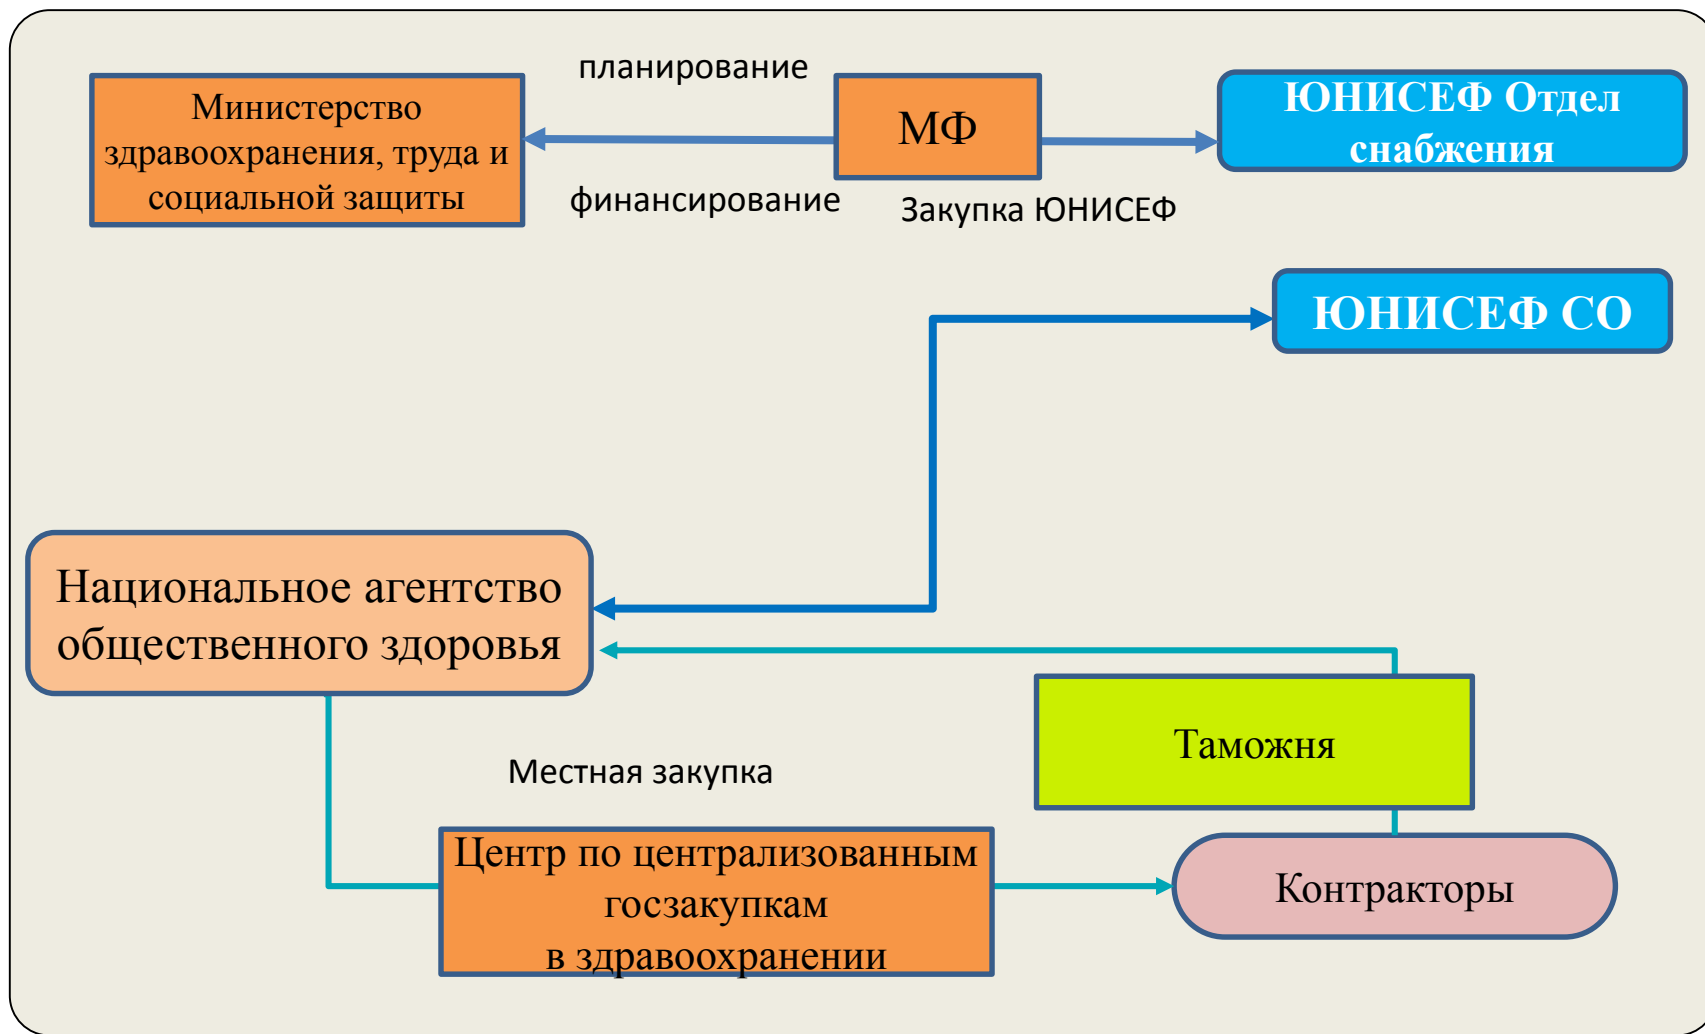 планирование
Министерство
здравоохранения, труда и
социальной защиты
МФ
ЮНИСЕФ Отдел
снабжения
финансирование
Закупка ЮНИСЕФ
ЮНИСЕФ СО
Национальное агентство
общественного здоровья
Таможня
Местная закупка
Центр по централизованным
госзакупкам
в здравоохранении
Контракторы